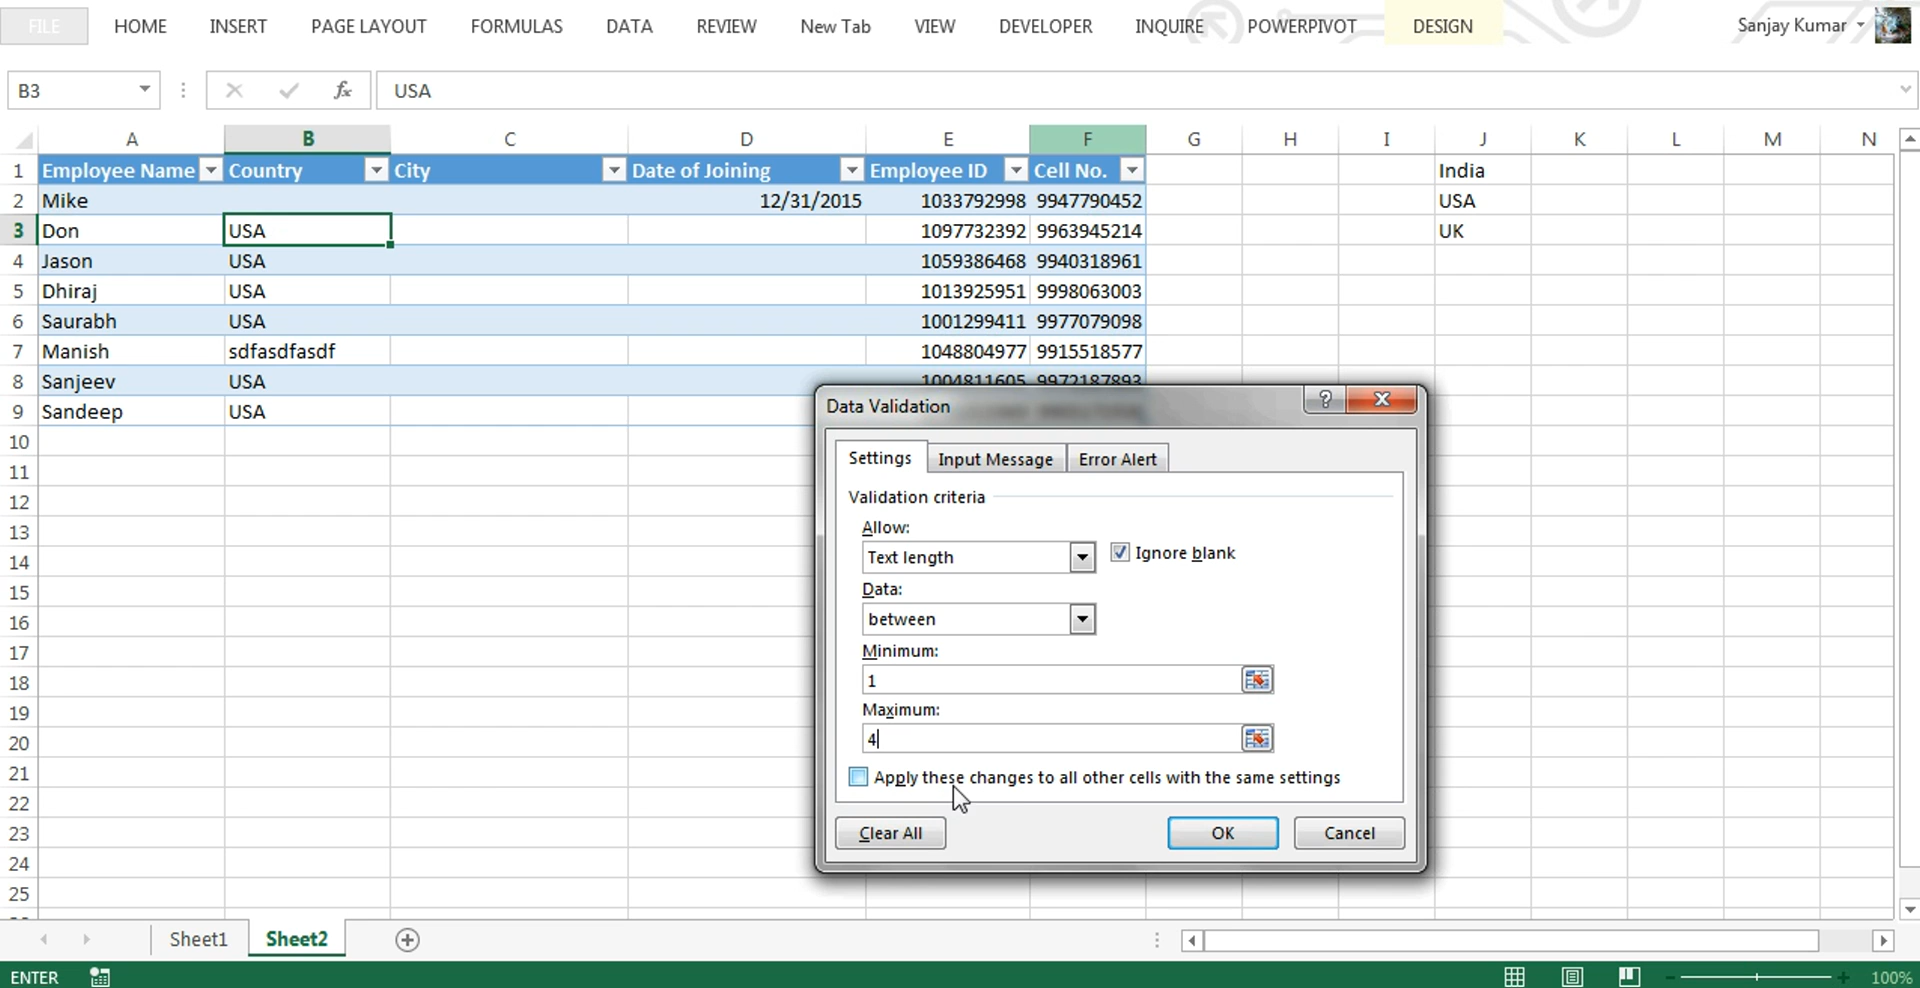 FILE HOME INSERT PAGE LAYOUT FORMULAS DATA REVIEW New Tab VIEW DEVELOPER INQUIRE POWERPIVOT DESIGN Sanjay Kumar
B3 fx USA
A B C D E F G H I J K L M N
1 Employee Name Country City Date of Joining Employee ID Cell No. India
2 Mike 12/31/2015 1033792998 9947790452 USA
3 Don USA 1097732392 9963945214 UK
4 Jason USA 1059386468 9940318961
5 Dhiraj USA 1013925951 9998063003
6 Saurabh USA 1001299411 9977079098
7 Manish sdfasdfasdf 1048804977 9915518577
8 Sanjeev USA 1004811605 9972187893
9 Sandeep USA
10
11
12
13
14
15
16
17
18
19
20
21
22
23
24
25
Data Validation ?
Settings Input Message Error Alert
Validation criteria
Allow:
Text length Ignore blank
Data:
between
Minimum:
1
Maximum:
4
Apply these changes to all other cells with the same settings
Clear All OK Cancel
Sheet1 Sheet2
ENTER 100%